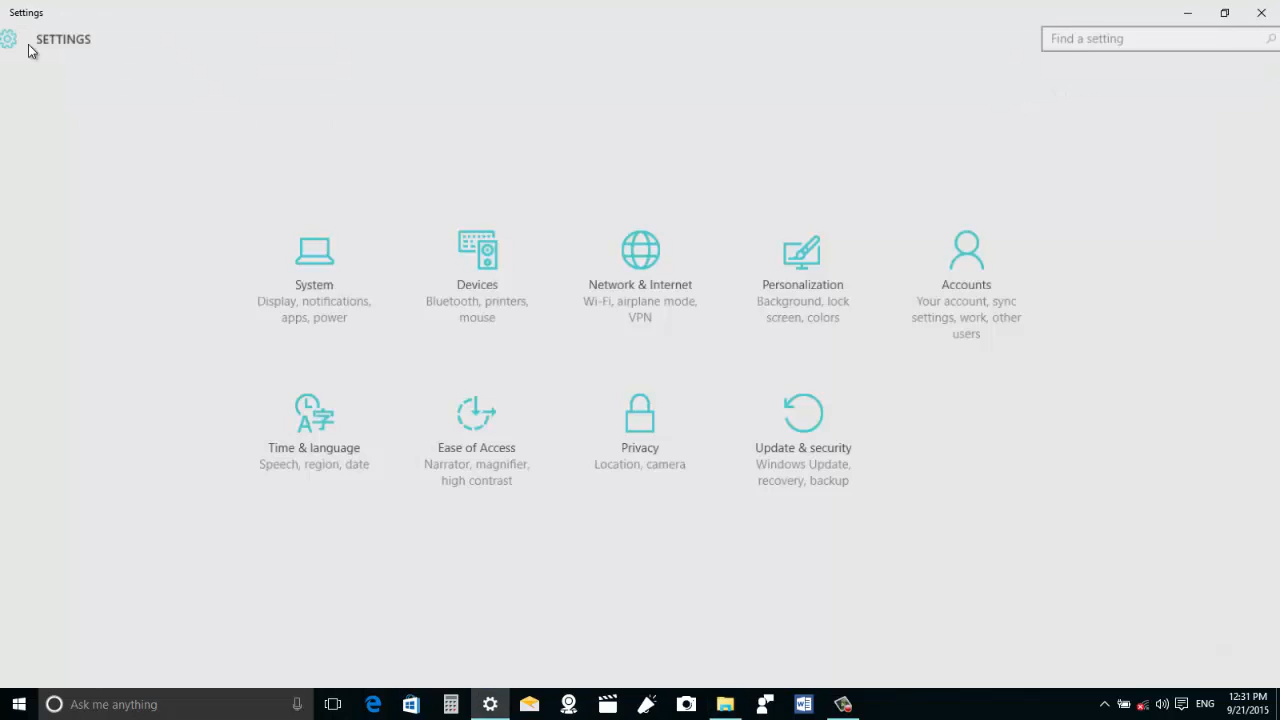 Settings
SETTINGS
Find a setting
System
Display, notifications,
apps, power
Devices
Bluetooth, printers,
mouse
Network & Internet
Wi-Fi, airplane mode,
VPN
Personalization
Background, lock
screen, colors
Accounts
Your account, sync
settings, work, other
users
Time & language
Speech, region, date
Ease of Access
Narrator, magnifier,
high contrast
Privacy
Location, camera
Update & security
Windows Update,
recovery, backup
Ask me anything
ENG
12:31 PM
9/21/2015